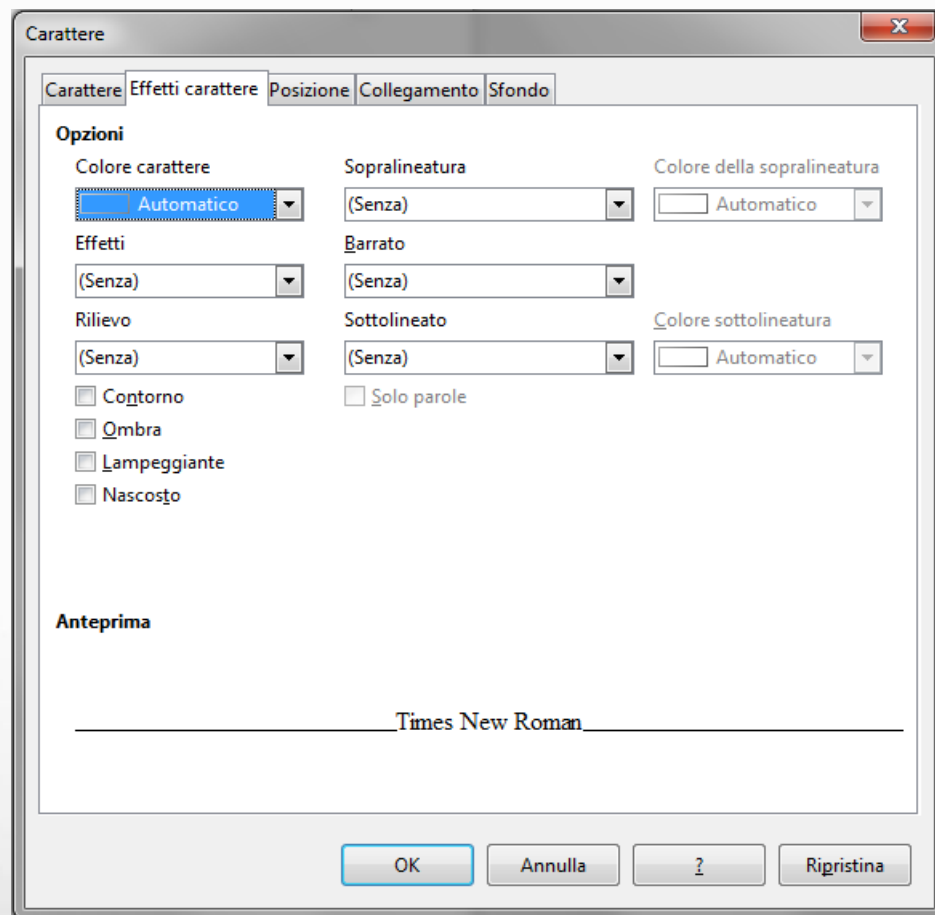 Carattere
Carattere Effetti carattere Posizione Collegamento Sfondo
Opzioni
Colore carattere Sopralineatura Colore della sopralineatura
Automatico (Senza) Automatico
Effetti Barrato
(Senza) (Senza)
Rilievo Sottolineato Colore sottolineatura
(Senza) (Senza) Automatico
Contorno Solo parole
Ombra
Lampeggiante
Nascosto
Anteprima
Times New Roman
OK Annulla ? Ripristina